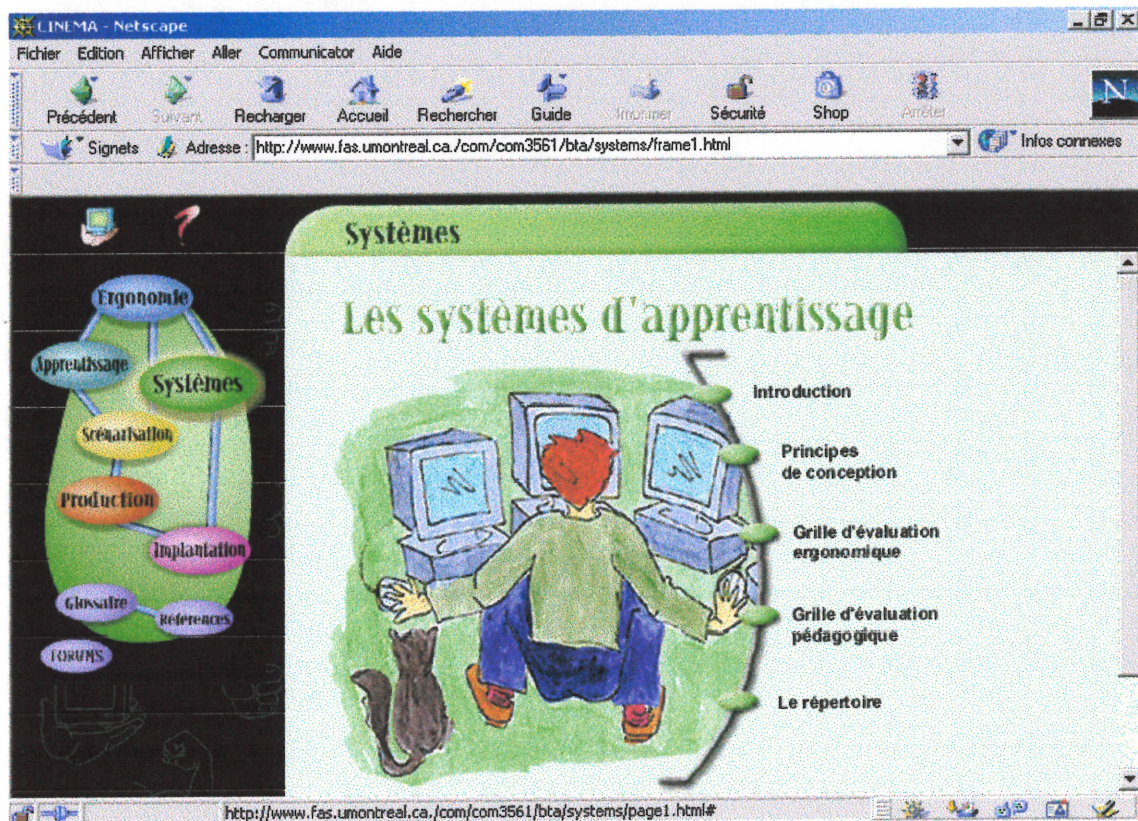 CINEMA - Netscape
Fichier Edition Afficher Aller Communicator Aide
Précédent Suivant Recharger Accueil Rechercher Guide Imprimer Sécurité Shop Arrêter
N
Signets Adresse : http://www.fas.umontreal.ca./com/com3561/bta/systems/frame1.html Infos connexes
Systèmes
Les systèmes d'apprentissage
Ergonomie
Apprentissage
Systèmes
Scénarisation
Production
Implantation
Glossaire
Références
FORUMS
Introduction
Principes
de conception
Grille d'évaluation
ergonomique
Grille d'évaluation
pédagogique
Le répertoire
http://www.fas.umontreal.ca./com/com3561/bta/systems/page1.html#